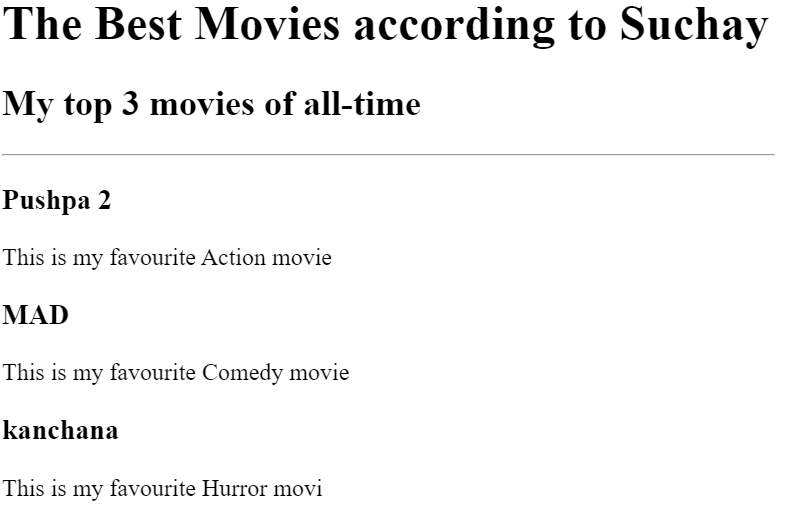 The Best Movies according to Suchay
My top 3 movies of all-time
Pushpa 2
This is my favourite Action movie
MAD
This is my favourite Comedy movie
kanchana
This is my favourite Hurror movi